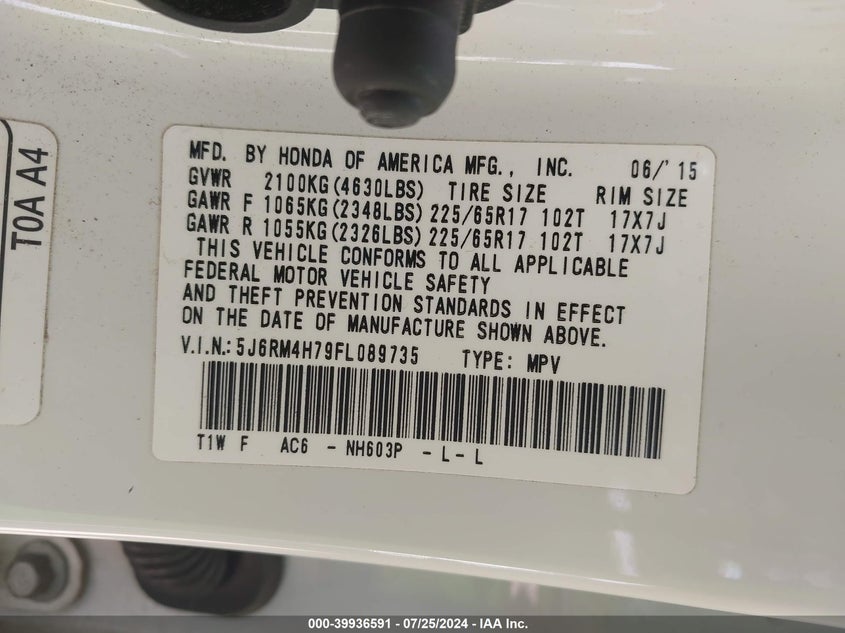 MFD. BY HONDA OF AMERICA MFG., INC. 06/'15
GVWR 2100KG(4630LBS) TIRE SIZE RIM SIZE
GAWR F 1065KG(2348LBS) 225/65R17 102T 17X7J
GAWR R 1055KG(2326LBS) 225/65R17 102T 17X7J
THIS VEHICLE CONFORMS TO ALL APPLICABLE
FEDERAL MOTOR VEHICLE SAFETY
AND THEFT PREVENTION STANDARDS IN EFFECT
ON THE DATE OF MANUFACTURE SHOWN ABOVE.
V.I.N.:5J6RM4H79FL089735 TYPE: MPV
T1W F AC6 - NH603P - L - L
T0A A4
000-39936591 - 07/25/2024 - IAA Inc.